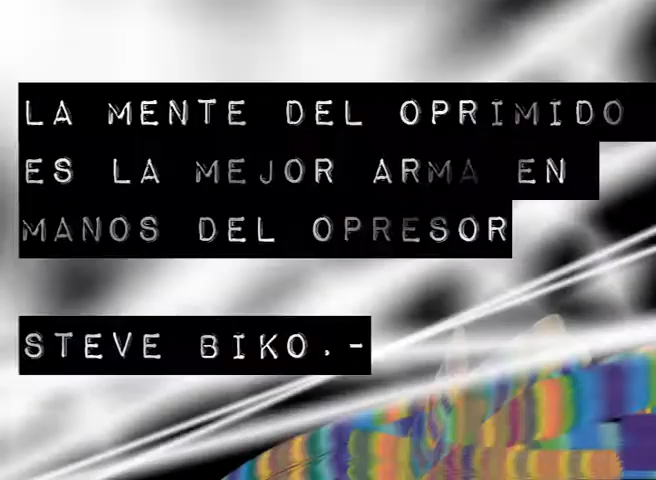 LA MENTE DEL OPRIMIDO
ES LA MEJOR ARMA EN
MANOS DEL OPRESOR
STEVE BIKO.-